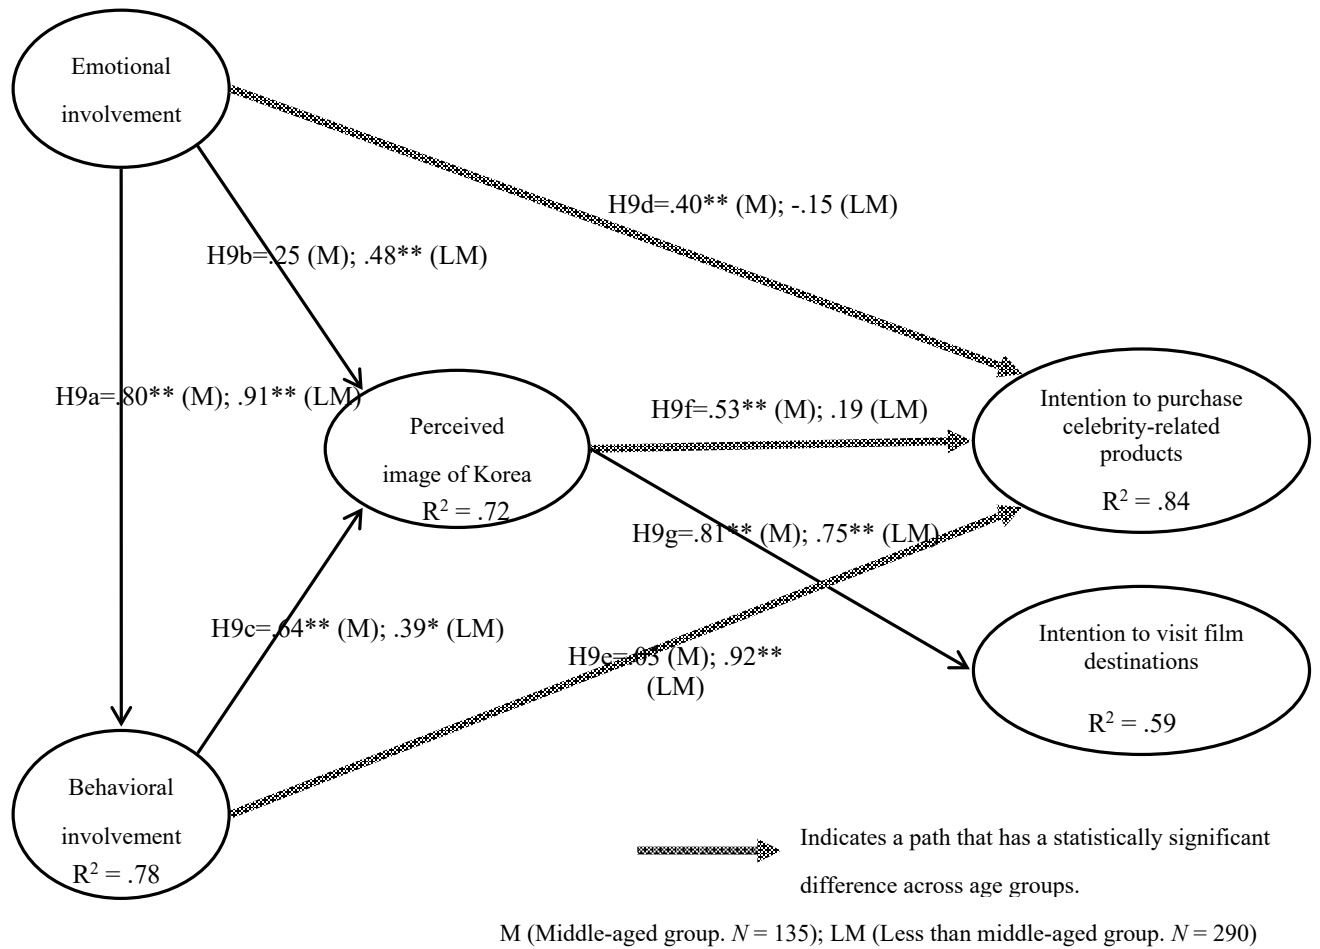 Emotional
involvement
H9d=.40** (M); -.15 (LM)
H9b=.25 (M); .48** (LM)
H9a=.80** (M); .91** (LM)
Perceived
image of Korea
R² = .72
H9f=.53** (M); .19 (LM)
Intention to purchase
celebrity-related
products
R² = .84
H9g=.81** (M); .75** (LM)
H9c=.64** (M); .39* (LM)
H9e=.03 (M); .92**
(LM)
Intention to visit film
destinations
R² = .59
Behavioral
involvement
R² = .78
Indicates a path that has a statistically significant
difference across age groups.
M (Middle-aged group. N = 135); LM (Less than middle-aged group. N = 290)